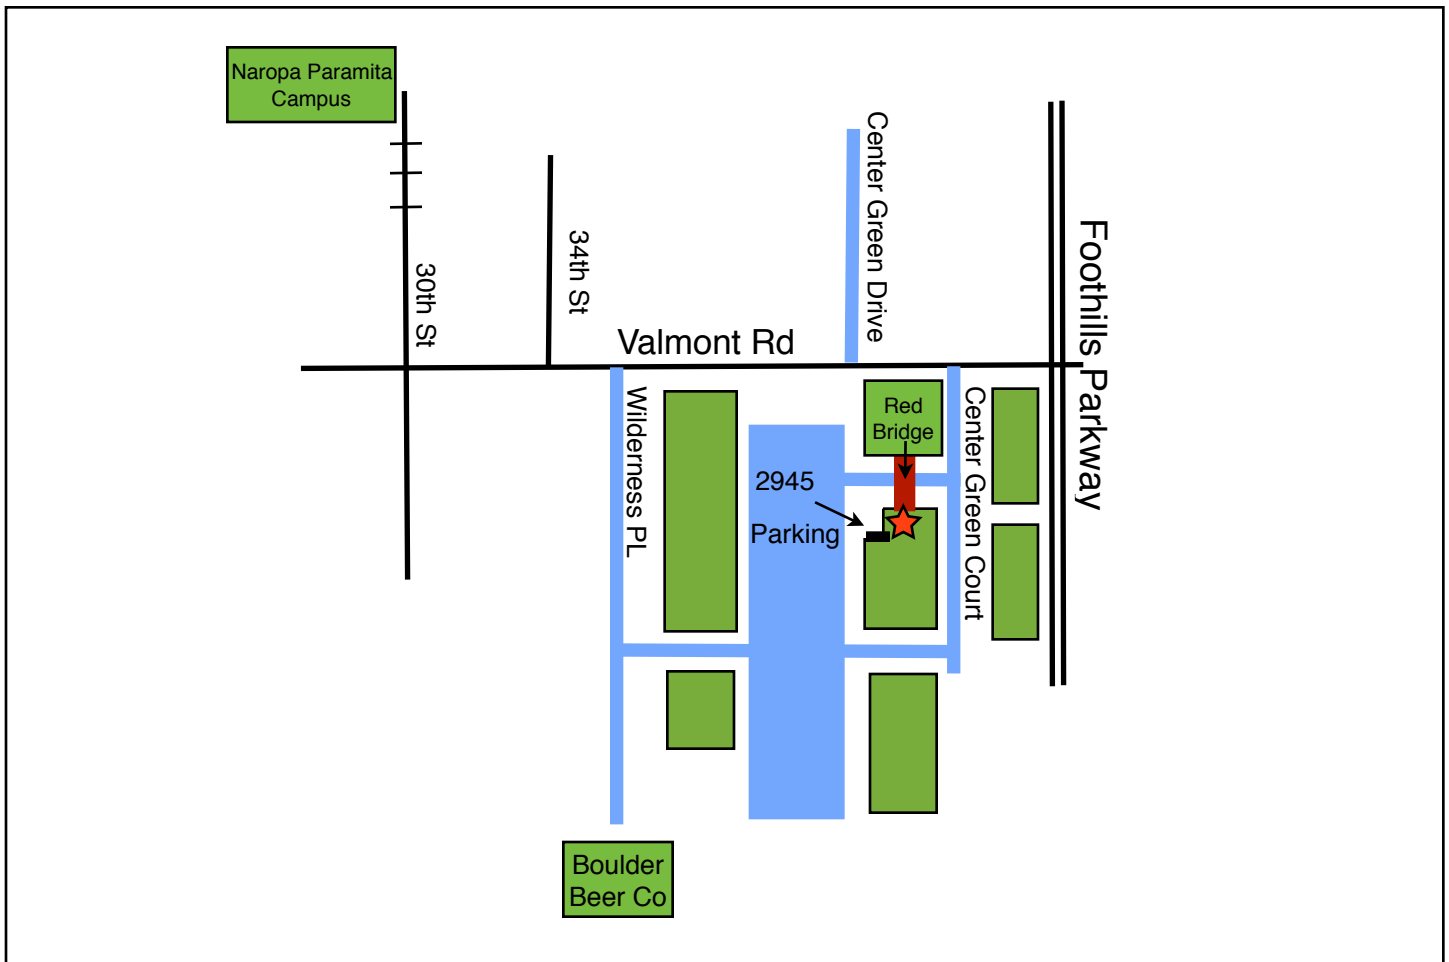 Naropa Paramita
Campus
30th St
34th St
Center Green Drive
Foothills Parkway
Valmont Rd
Wilderness PL
Red
Bridge
Center Green Court
2945
Parking
Boulder
Beer Co